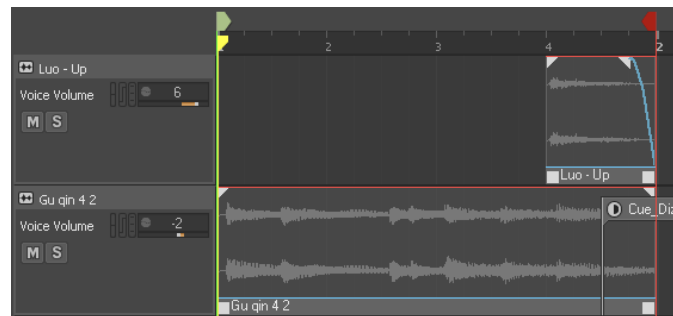 2 3 4 2
Luo - Up
Voice Volume 6
M S
Luo - Up
Gu qin 4 2
Voice Volume -2
M S
Cue_Diz
Gu qin 4 2